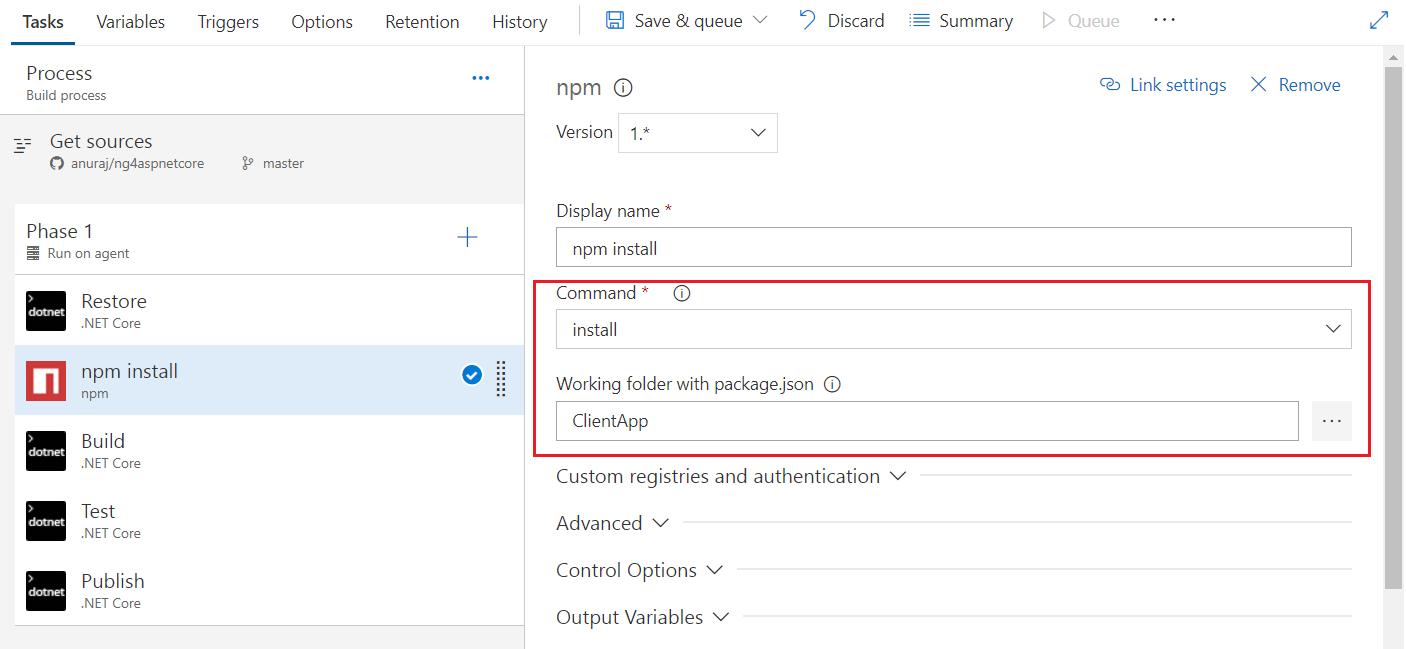 Tasks Variables Triggers Options Retention History Save & queue Discard Summary Queue ...
Process ...
Build process
Get sources
anuraj/ng4aspnetcore master
Phase 1
Run on agent
>
dotnet
Restore
.NET Core
npm install
npm
>
dotnet
Build
.NET Core
>
dotnet
Test
.NET Core
>
dotnet
Publish
.NET Core
npm Link settings Remove
Version 1.*
Display name *
npm install
Command *
install
Working folder with package.json
ClientApp ...
Custom registries and authentication
Advanced
Control Options
Output Variables